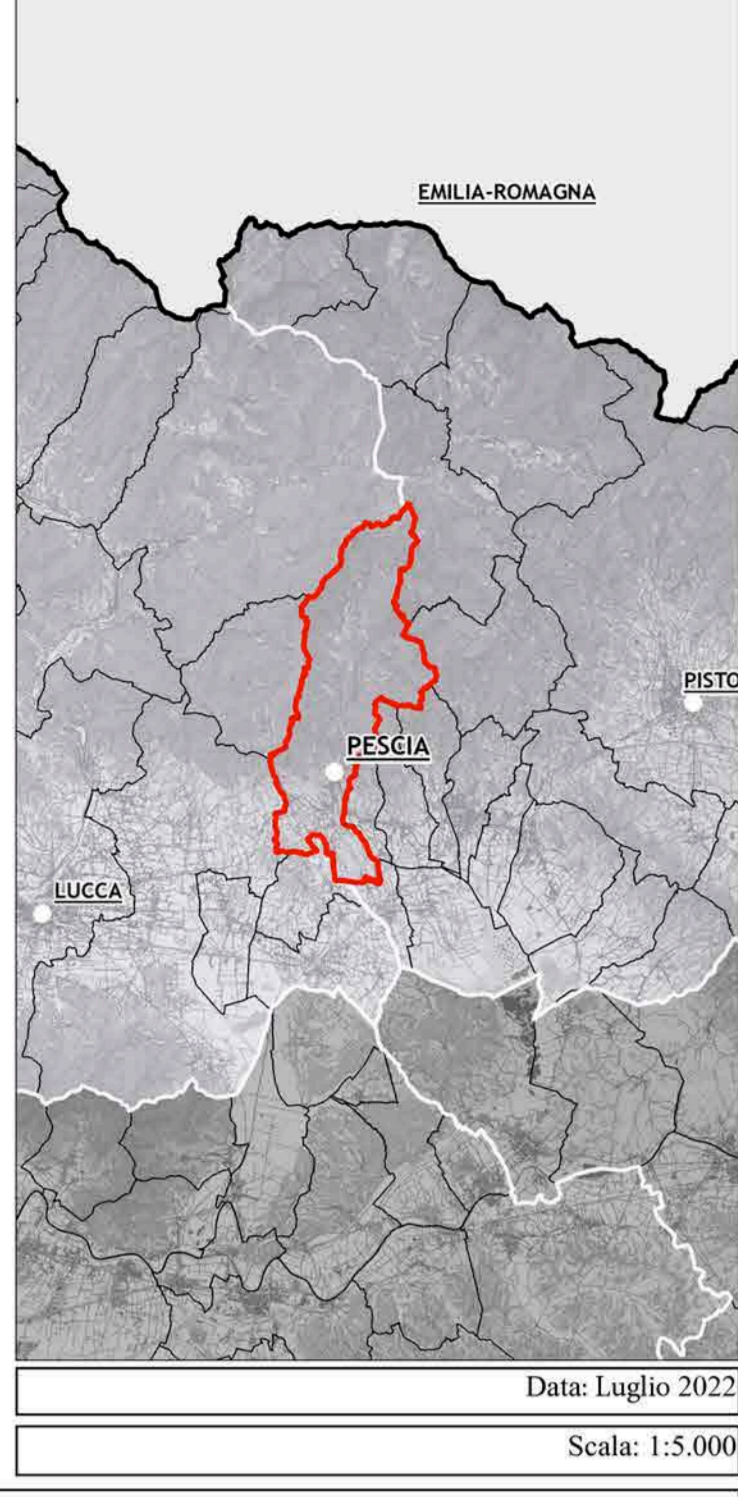 EMILIA-ROMAGNA
PISTO
PESCIA
LUCCA
Data: Luglio 2022
Scala: 1:5.000